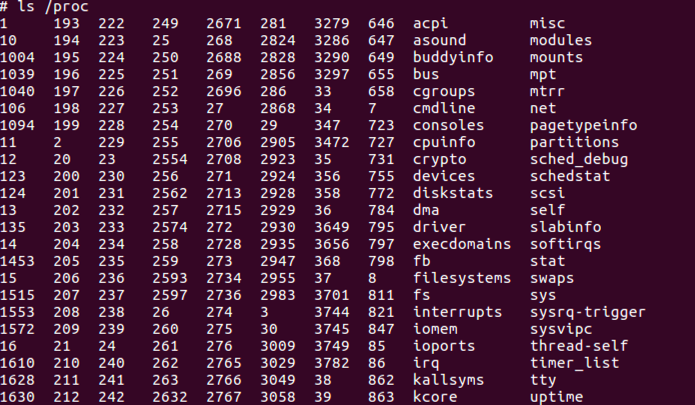 # ls /proc
1 193 222 249 2671 281 3279 646 acpi misc
10 194 223 25 268 2824 3286 647 asound modules
1004 195 224 250 2688 2828 3290 649 buddyinfo mounts
1039 196 225 251 269 2856 3297 655 bus mpt
1040 197 226 252 2696 286 33 658 cgroups mtrr
106 198 227 253 27 2868 34 7 cmdline net
1094 199 228 254 270 29 347 723 consoles pagetypeinfo
11 2 229 255 2706 2905 3472 727 cpuinfo partitions
12 20 23 2554 2708 2923 35 731 crypto sched_debug
123 200 230 256 271 2924 356 755 devices schedstat
124 201 231 2562 2713 2928 358 772 diskstats scsi
13 202 232 257 2715 2929 36 784 dma self
135 203 233 2574 272 2930 3649 795 driver slabinfo
14 204 234 258 2728 2935 3656 797 execdomains softirqs
1453 205 235 259 273 2947 368 798 fb stat
15 206 236 2593 2734 2955 37 8 filesystems swaps
1515 207 237 2597 2736 2983 3701 811 fs sys
1553 208 238 26 274 3 3744 821 interrupts sysrq-trigger
1572 209 239 260 275 30 3745 847 iomem sysvipc
16 21 24 261 276 3009 3749 85 ioports thread-self
1610 210 240 262 2765 3029 3782 86 irq timer_list
1628 211 241 263 2766 3049 38 862 kallsyms tty
1630 212 242 2632 2767 3058 39 863 kcore uptime